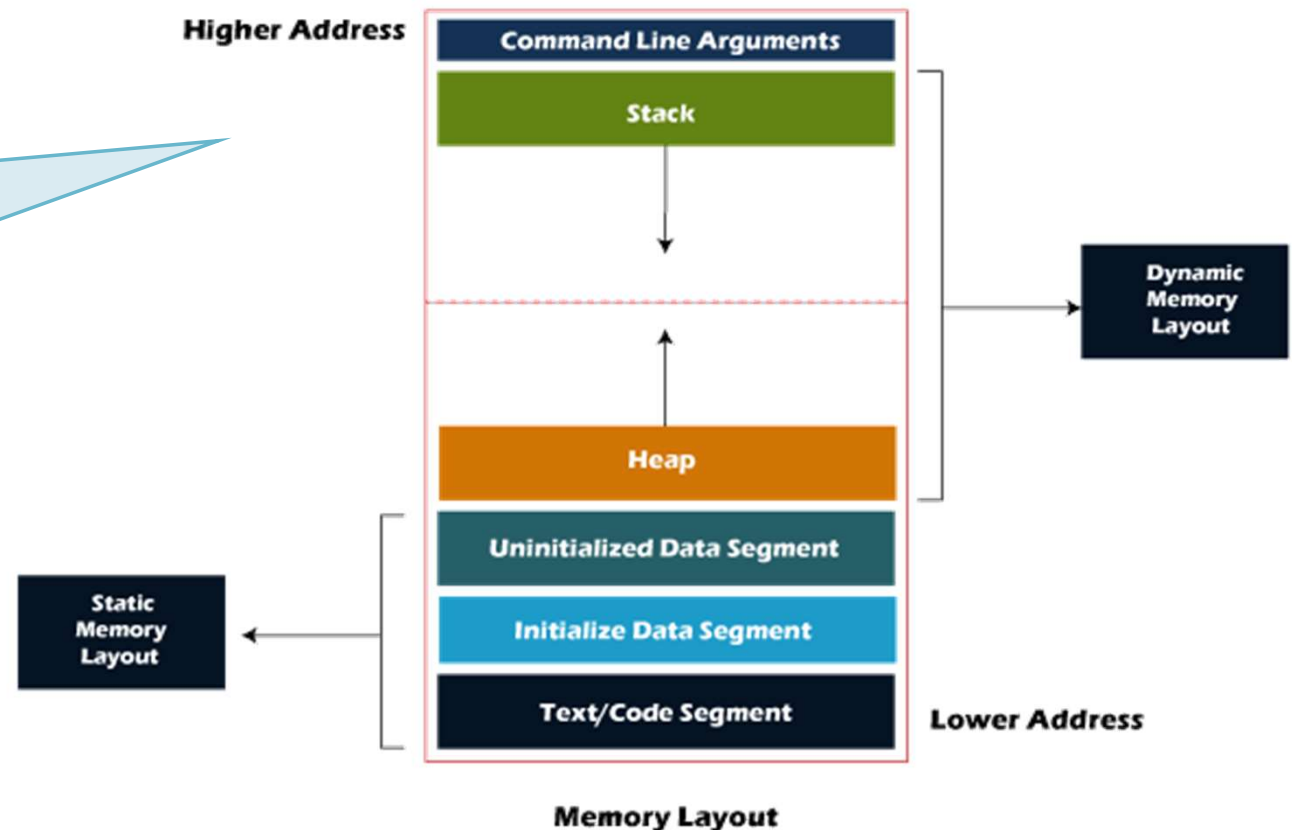 Higher Address
Command Line Arguments
Stack
Dynamic
Memory
Layout
Heap
Uninitialized Data Segment
Static
Memory
Layout
Initialize Data Segment
Text/Code Segment
Lower Address
Memory Layout